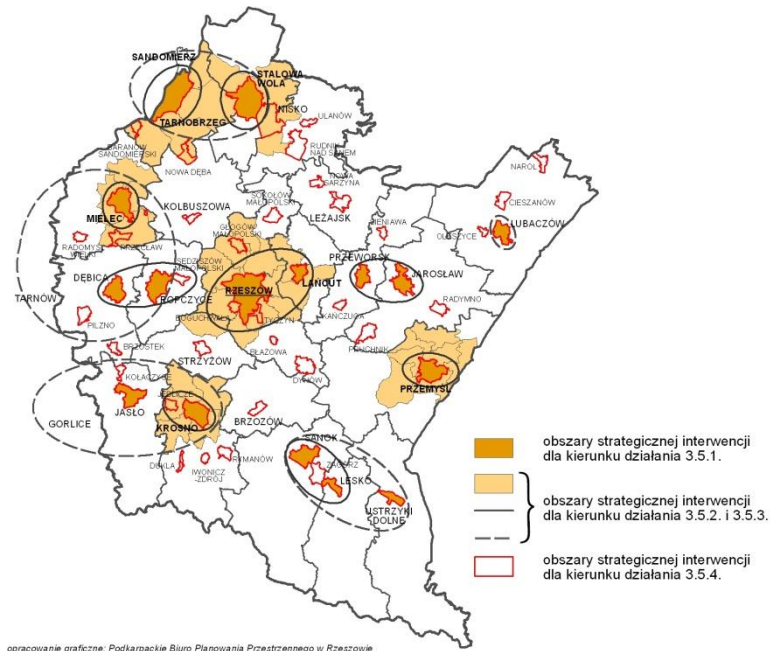 SANDOMIERZ
STALOWA
WOLA
TARNOBRZEG
NISKO
ULANÓW
BARANÓW
SANDOMIERSKI
RUDNIK
NAD SANEM
NOWA DĘBA
NAROL
NOWA
SARZYNA
CIESZANÓW
KOLBUSZOWA
SOKOŁÓW
MAŁOPOLSKI
LEŻAJSK
MIELEC
SIENIAWA
LUBACZÓW
OLESZYCE
GŁOGÓW
MAŁOPOLSKI
RADOMYŚL
WIELKI
PRZECŁAW
SĘDZISZÓW
MAŁOPOLSKI
PRZEWORSK
DĘBICA
RZESZÓW
ŁAŃCUT
JAROSŁAW
TARNÓW
ROPCZYCE
RADYMNO
BOGUCHWAŁA
TYCZYN
KAŃCZUGA
PILZNO
BRZOSTEK
STRZYŻÓW
BŁAŻOWA
PRUCHNIK
KOŁACZYCE
DYNÓW
PRZEMYŚL
JEDLICZE
JASŁO
GORLICE
KROSNO
BRZOZÓW
SANOK
DUKLA
IWONICZ-
ZDRÓJ
RYMANÓW
ZAGÓRZ
LESKO
USTRZYKI
DOLNE
obszary strategicznej interwencji
dla kierunku działania 3.5.1.
obszary strategicznej interwencji
dla kierunku działania 3.5.2. i 3.5.3.
obszary strategicznej interwencji
dla kierunku działania 3.5.4.
opracowanie graficzne: Podkarpackie Biuro Planowania Przestrzennego w Rzeszowie